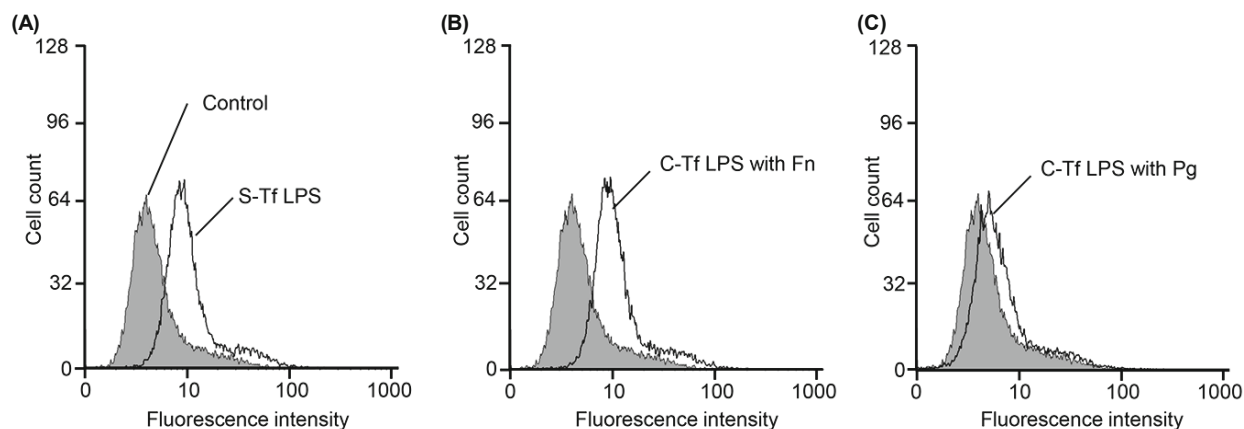 (A)
128
96
64
32
0
Cell count
Control
S-Tf LPS
0
10
100
1000
Fluorescence intensity
(B)
128
96
64
32
0
Cell count
C-Tf LPS with Fn
0
10
100
1000
Fluorescence intensity
(C)
128
96
64
32
0
Cell count
C-Tf LPS with Pg
0
10
100
1000
Fluorescence intensity